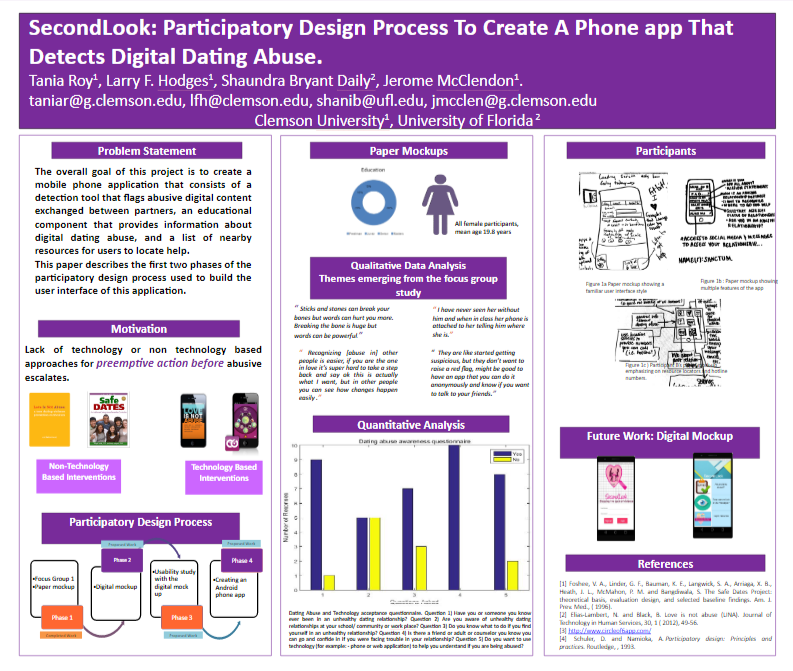 SecondLook: Participatory Design Process To Create A Phone app That
Detects Digital Dating Abuse.
Tania Roy¹, Larry F. Hodges¹, Shaundra Bryant Daily², Jerome McClendon¹.
taniar@g.clemson.edu, lfh@clemson.edu, shanib@ufl.edu, jmcclen@g.clemson.edu
Clemson University¹, University of Florida²
Problem Statement
The overall goal of this project is to create a
mobile phone application that consists of a
detection tool that flags abusive digital content
exchanged between partners, an educational
component that provides information about
digital dating abuse, and a list of nearby
resources for users to locate help.
This paper describes the first two phases of the
participatory design process used to build the
user interface of this application.
Motivation
Lack of technology or non technology based
approaches for preemptive action before abusive
escalates.
Safe
DATES
LOVE
IS NOT
Non-Technology
Based Interventions
Technology Based
Interventions
Participatory Design Process
•Focus Group 1
•Paper mockup
Phase 1
Completed Work
Proposed Work
Phase 2
•Digital mockup
•Usability study
with the
digital mock
up
Phase 3
Proposed Work
Proposed Work
Phase 4
•Creating an
Android
phone app
Paper Mockups
Education
All female participants,
mean age 19.8 years
Qualitative Data Analysis
Themes emerging from the focus group
study
" Sticks and stones can break your
bones but words can hurt you more.
Breaking the bone is huge but
words can be powerful."
" I have never seen her without
him and when in class her phone is
attached to her telling him where
she is."
" Recognizing [abuse in] other
people is easier, if you are the one
in love it's super hard to take a step
back and say ok this is actually
what I want, but in other people
you can see how changes happen
easily."
" They are like started getting
suspicious, but they don't want to
raise a red flag, might be good to
have an app that you can do it
anonymously and know if you want
to talk to your friends."
Quantitative Analysis
Dating abuse awareness questionnaire
Yes
No
Number of Responses
10
9
8
7
6
5
4
3
2
1
0
1 2 3 4 5
Dating Abuse and Technology acceptance questionnaire. Question 1) Have you or someone you know
ever been in an unhealthy dating relationship? Question 2) Are you aware of unhealthy dating
relationships at your school/ community or work place? Question 3) Do you know what to do if you find
yourself in an unhealthy relationship? Question 4) Is there a friend or adult or counselor you know you
can go and confide in if you were facing trouble in your relationship? Question 5) Do you want to use
technology (for example: - phone or web application) to help you understand if you are being abused?
Participants
Figure 1a Paper mockup showing a
familiar user interface style
#ACCESS TO SOCIAL MEDIA & MESSAGES
TO ASSESS YOUR RELATIONSHIP...
NAME(?): SANCTUM
Figure 1b : Paper mockup showing
multiple features of the app
Figure 1c )
emphasizing on resource locators and hotline
numbers.
Future Work: Digital Mockup
SecondLook
References
[1] Foshee, V. A., Linder, G. F., Bauman, K. E., Langwick, S. A., Arriaga, X. B.,
Heath, J. L., McMahon, P. M. and Bangdiwala, S. The Safe Dates Project:
theoretical basis, evaluation design, and selected baseline findings. Am. J.
Prev. Med., ( 1996).
[2] Elias-Lambert, N. and Black, B. Love is not abuse (LINA). Journal of
Technology in Human Services, 30, 1 ( 2012), 49-56.
[3] http://www.circleof6app.com/
[4] Schuler, D. and Namioka, A. Participatory design: Principles and
practices. Routledge, , 1993.